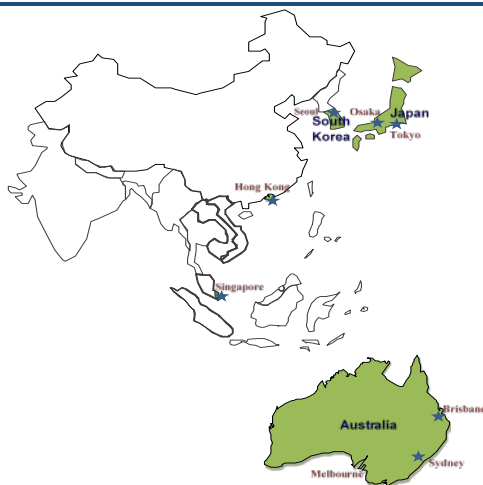 Seoul
Osaka
Japan
South
Korea
Tokyo
Hong Kong
Singapore
Brisbane
Australia
Sydney
Melbourne